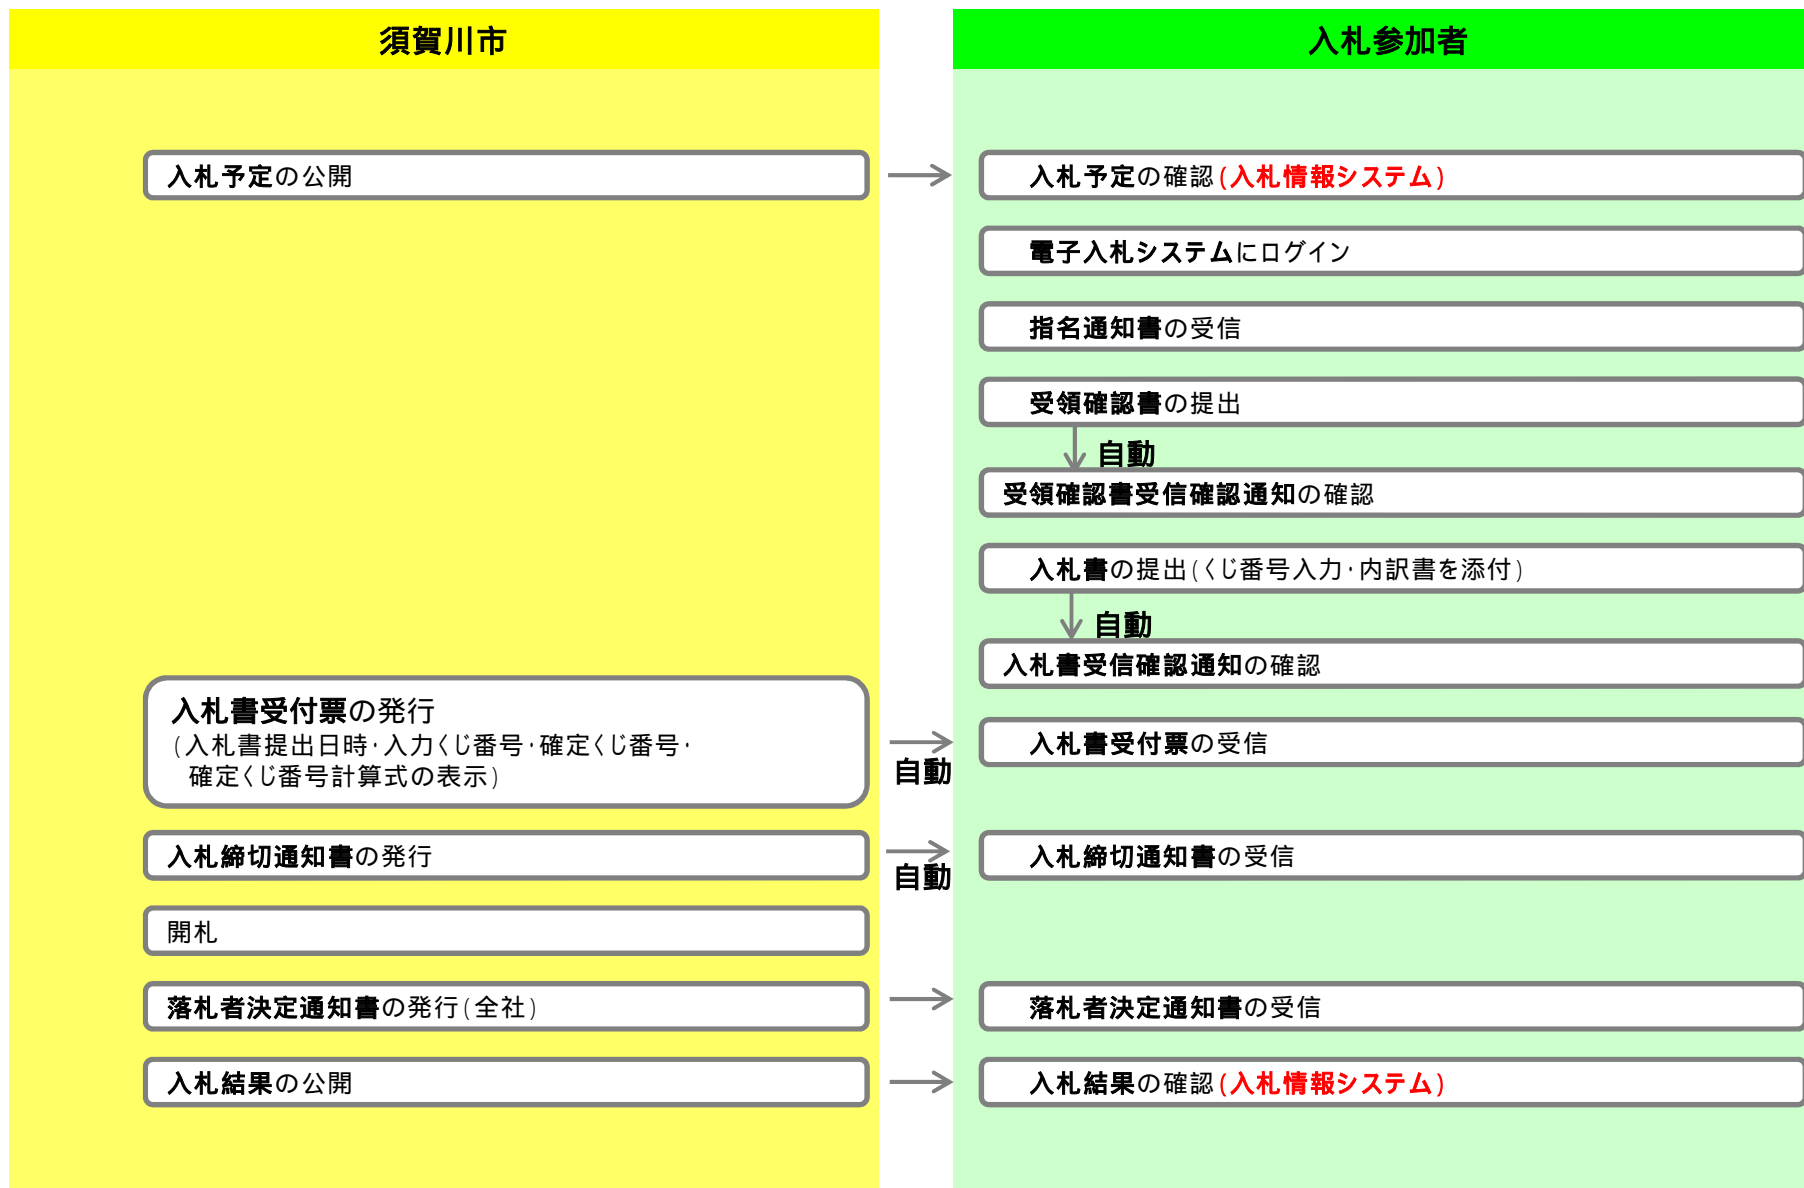 須賀川市
入札参加者
入札予定の公開
入札予定の確認(入札情報システム)
電子入札システムにログイン
指名通知書の受信
受領確認書の提出
自動
受領確認書受信確認通知の確認
入札書の提出(くじ番号入力・内訳書を添付)
自動
入札書受信確認通知の確認
入札書受付票の発行
(入札書提出日時・入力くじ番号・確定くじ番号・
確定くじ番号計算式の表示)
自動
入札書受付票の受信
入札締切通知書の発行
自動
入札締切通知書の受信
開札
落札者決定通知書の発行(全社)
落札者決定通知書の受信
入札結果の公開
入札結果の確認(入札情報システム)